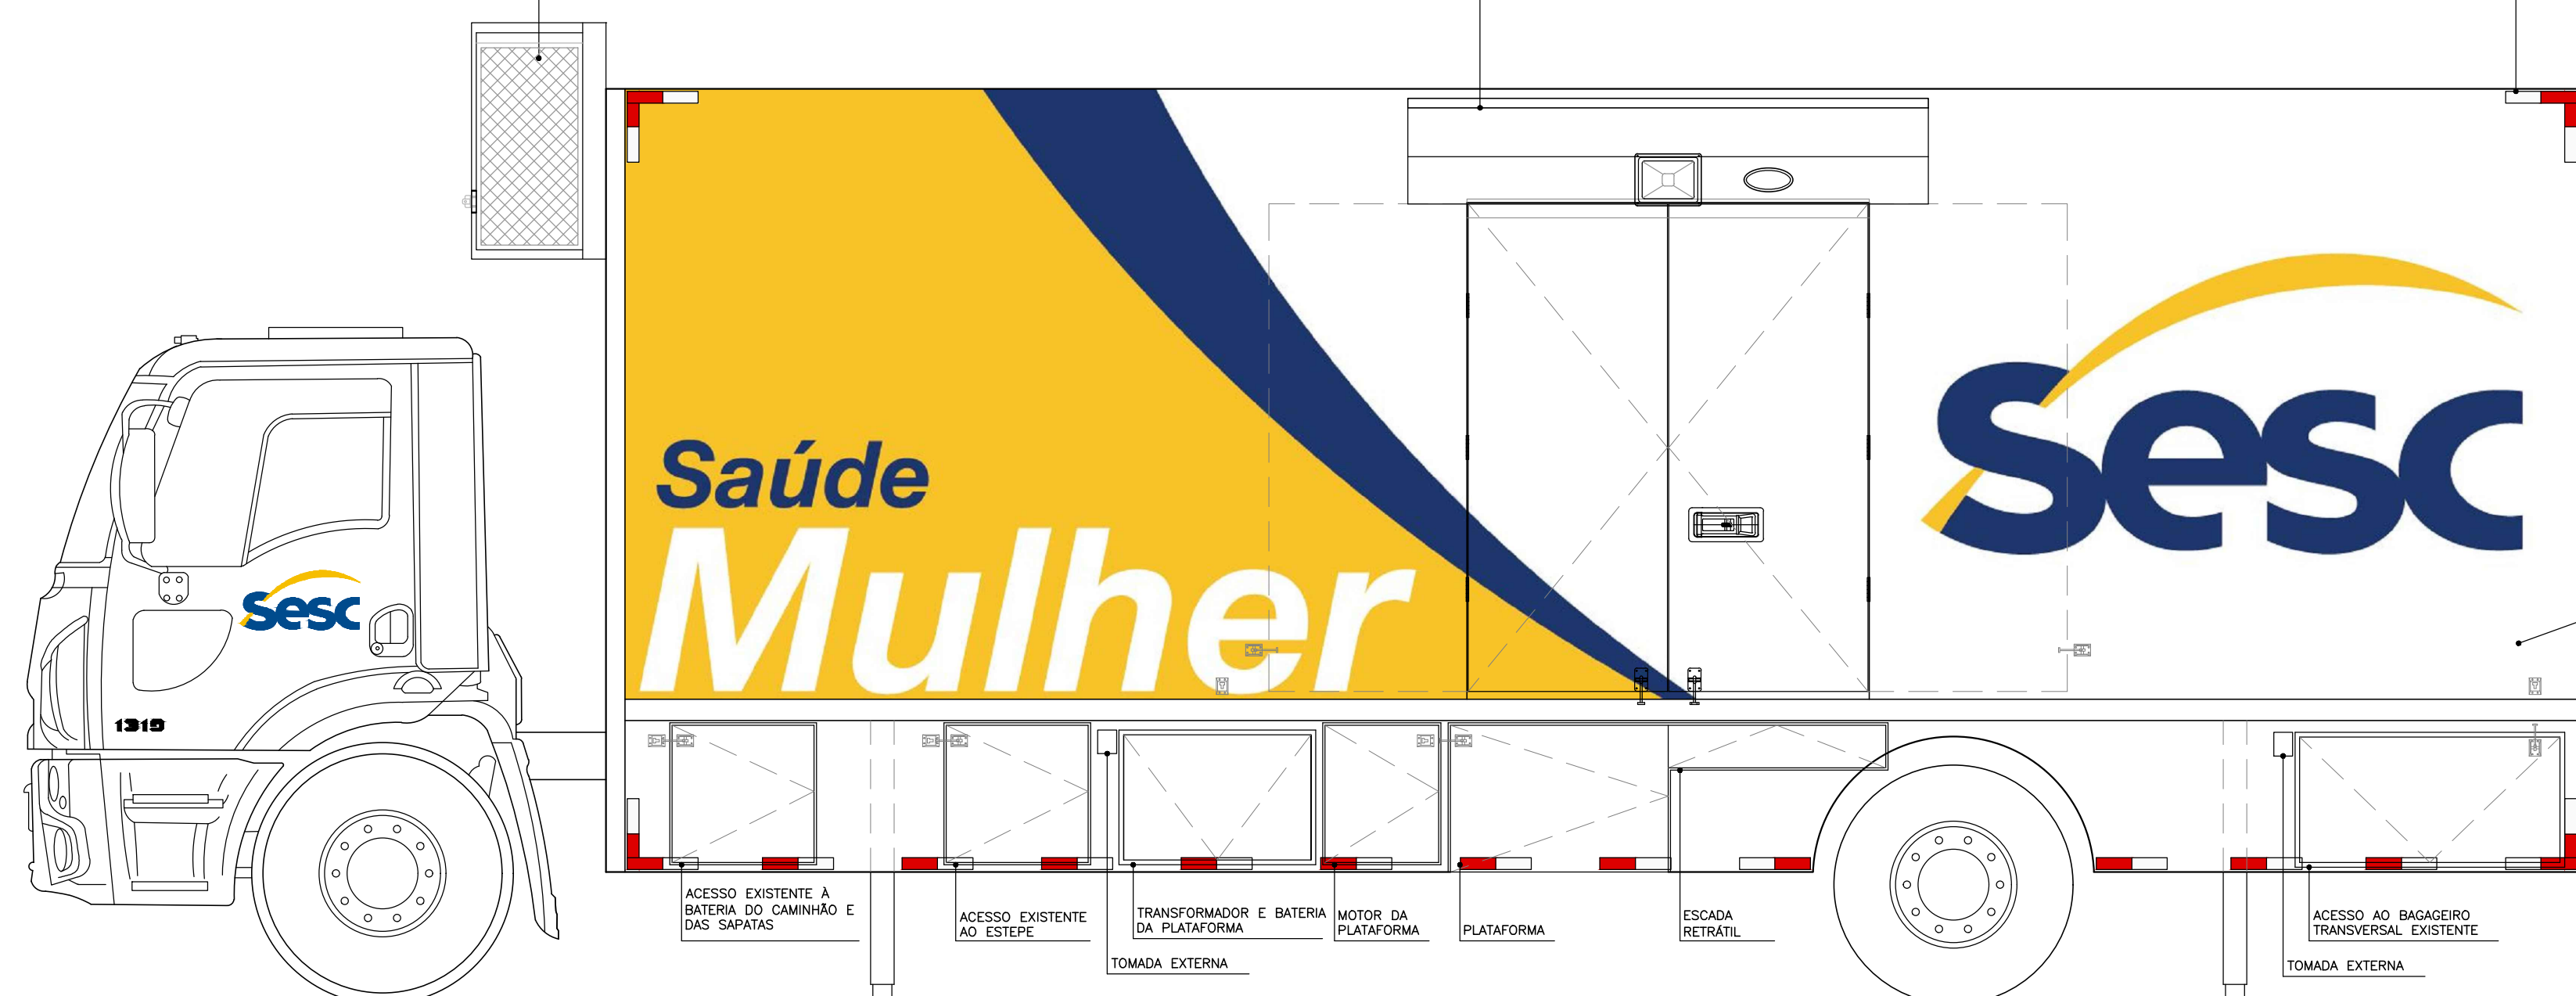 Saúde
Mulher
Sesc
Sesc
1319
ACESSO EXISTENTE À
BATERIA DO CAMINHÃO E
DAS SAPATAS
ACESSO EXISTENTE
AO ESTEPE
TOMADA EXTERNA
TRANSFORMADOR E BATERIA
DA PLATAFORMA
MOTOR DA
PLATAFORMA
PLATAFORMA
ESCADA
RETRÁTIL
ACESSO AO BAGAGEIRO
TRANSVERSAL EXISTENTE
TOMADA EXTERNA